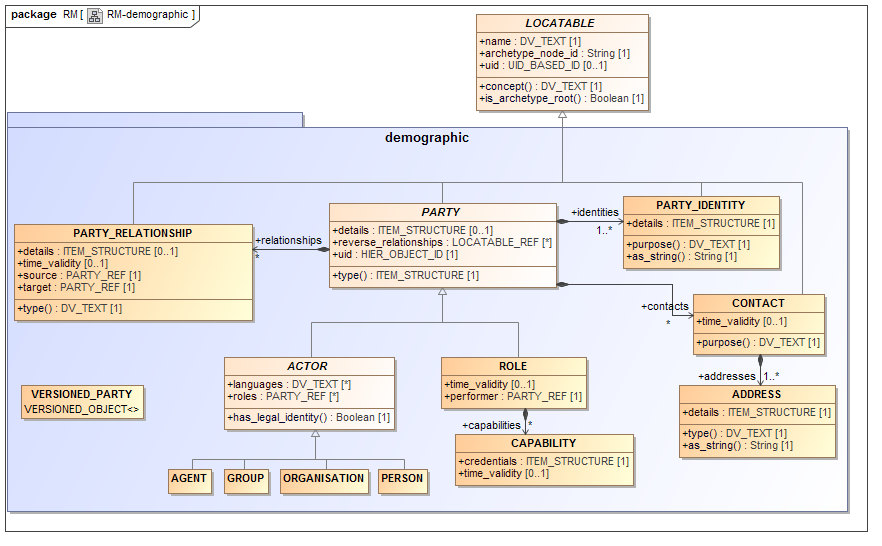 package RM [ RM-demographic ]
LOCATABLE
+name : DV_TEXT [1]
+archetype_node_id : String [1]
+uid : UID_BASED_ID [0..1]
+concept() : DV_TEXT [1]
+is_archetype_root() : Boolean [1]
demographic
PARTY_RELATIONSHIP
+details : ITEM_STRUCTURE [0..1]
+time_validity [0..1]
+source : PARTY_REF [1]
+target : PARTY_REF [1]
+type() : DV_TEXT [1]
+relationships
*
PARTY
+details : ITEM_STRUCTURE [0..1]
+reverse_relationships : LOCATABLE_REF [*]
+uid : HIER_OBJECT_ID [1]
+type() : ITEM_STRUCTURE [1]
+identities
1..*
PARTY_IDENTITY
+details : ITEM_STRUCTURE [1]
+purpose() : DV_TEXT [1]
+as_string() : String [1]
+contacts
*
CONTACT
+time_validity [0..1]
+purpose() : DV_TEXT [1]
+addresses 1..*
ADDRESS
+details : ITEM_STRUCTURE [1]
+type() : DV_TEXT [1]
+as_string() : String [1]
VERSIONED_PARTY
VERSIONED_OBJECT<>
ACTOR
+languages : DV_TEXT [*]
+roles : PARTY_REF [*]
+has_legal_identity() : Boolean [1]
ROLE
+time_validity [0..1]
+performer : PARTY_REF [1]
+capabilities *
CAPABILITY
+credentials : ITEM_STRUCTURE [1]
+time_validity [0..1]
AGENT
GROUP
ORGANISATION
PERSON